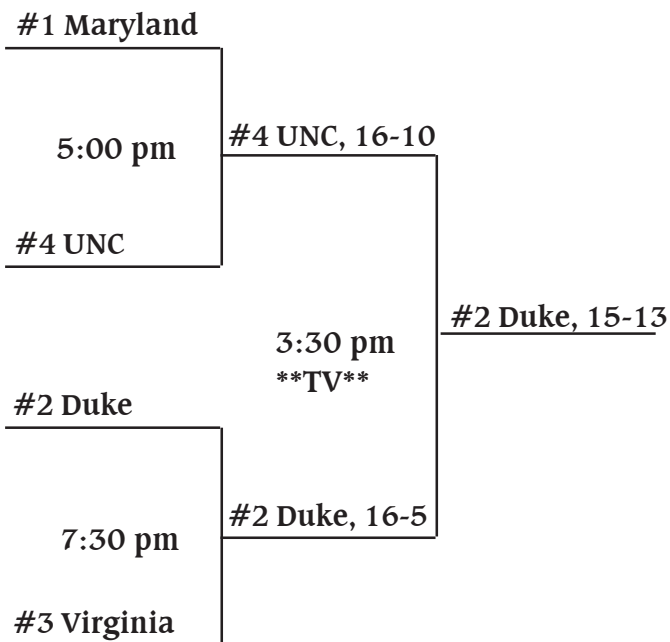 #1 Maryland
5:00 pm
#4 UNC, 16-10
#4 UNC
3:30 pm
**TV**
#2 Duke, 15-13
#2 Duke
7:30 pm
#2 Duke, 16-5
#3 Virginia